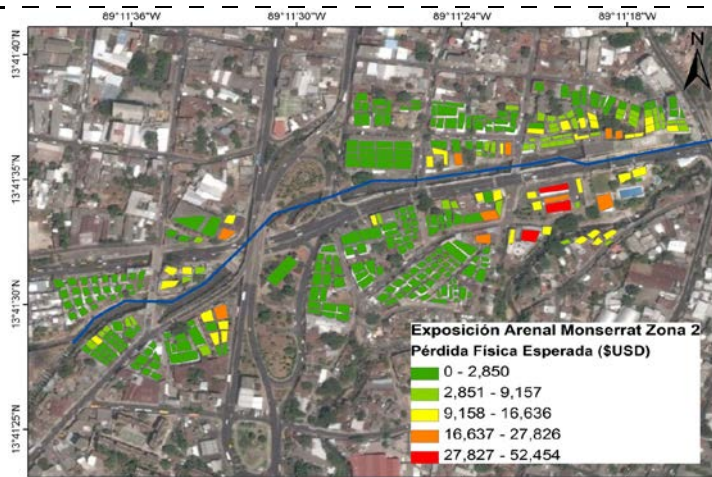 89°11'36"W 89°11'30"W 89°11'24"W 89°11'18"W
N
13°41'40"N
13°41'35"N
13°41'30"N
13°41'25"N
Exposición Arenal Monserrat Zona 2
Pérdida Física Esperada ($USD)
0 - 2,850
2,851 - 9,157
9,158 - 16,636
16,637 - 27,826
27,827 - 52,454